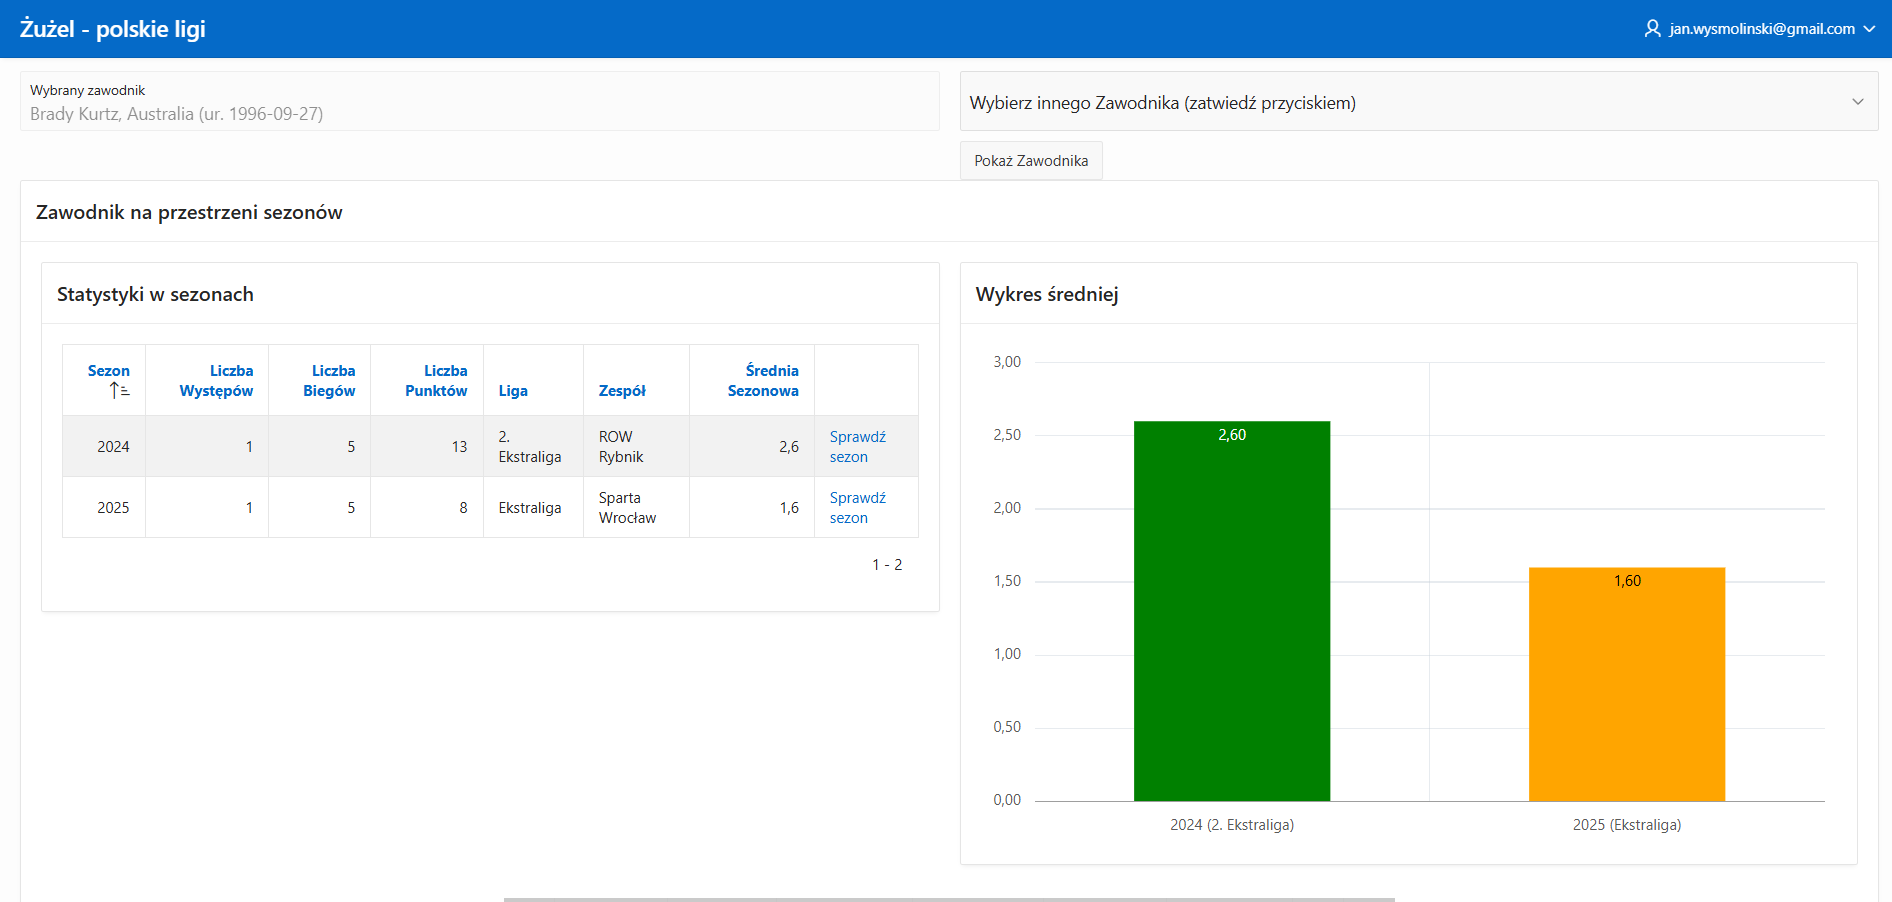 Żużel - polskie ligi
jan.wysmolinski@gmail.com
Wybrany zawodnik
Brady Kurtz, Australia (ur. 1996-09-27)
Wybierz innego Zawodnika (zatwiedź przyciskiem)
Pokaż Zawodnika
Zawodnik na przestrzeni sezonów
Statystyki w sezonach
Sezon Liczba Występów Liczba Biegów Liczba Punktów Liga Zespół Średnia Sezonowa
2024 1 5 13 2. Ekstraliga ROW Rybnik 2,6 Sprawdź sezon
2025 1 5 8 Ekstraliga Sparta Wrocław 1,6 Sprawdź sezon
1 - 2
Wykres średniej
3,00
2,50
2,00
1,50
1,00
0,50
0,00
2,60
1,60
2024 (2. Ekstraliga)
2025 (Ekstraliga)